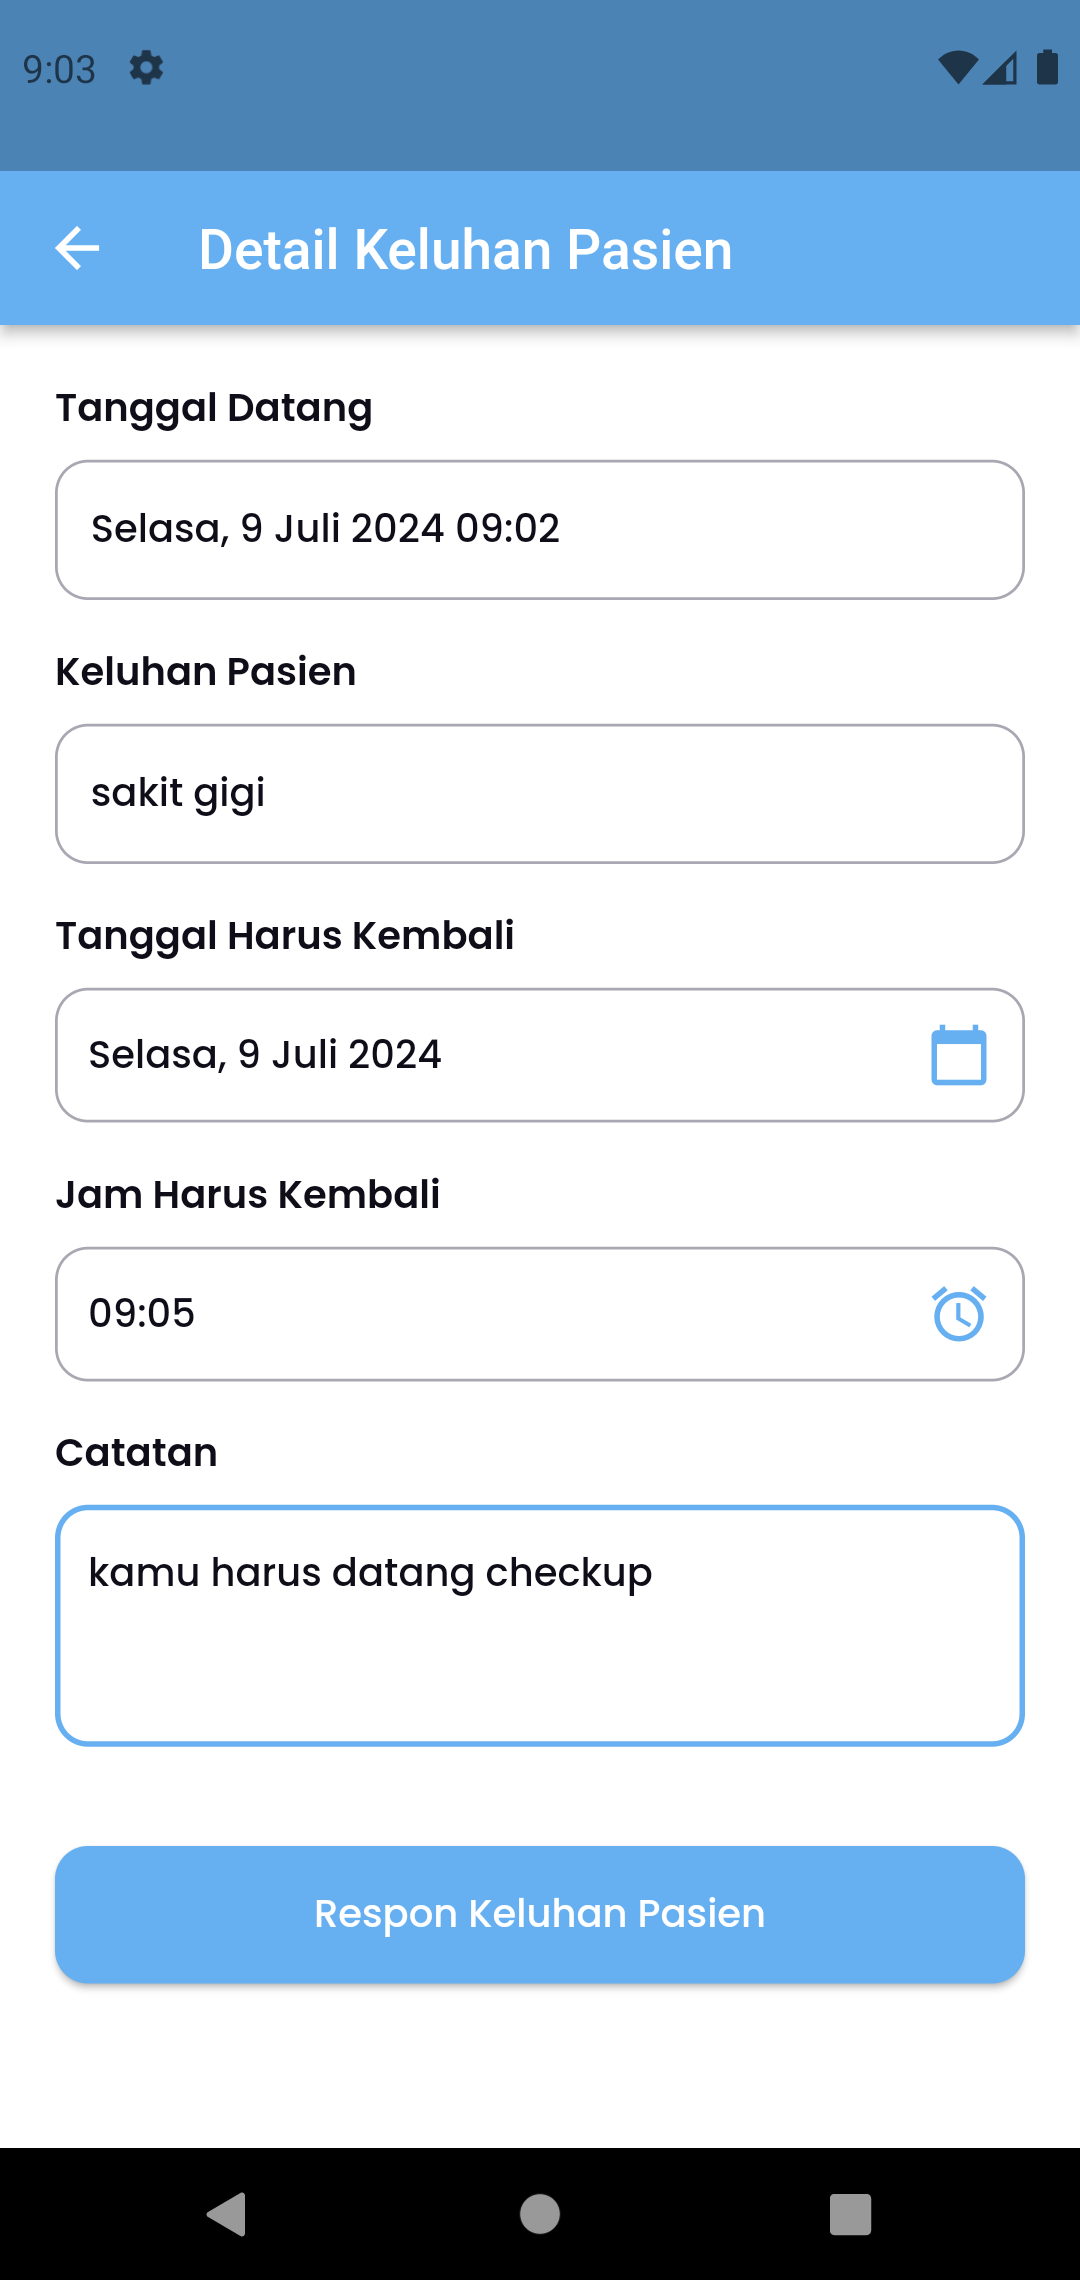 9:03
Detail Keluhan Pasien
Tanggal Datang
Selasa, 9 Juli 2024 09:02
Keluhan Pasien
sakit gigi
Tanggal Harus Kembali
Selasa, 9 Juli 2024
Jam Harus Kembali
09:05
Catatan
kamu harus datang checkup
Respon Keluhan Pasien